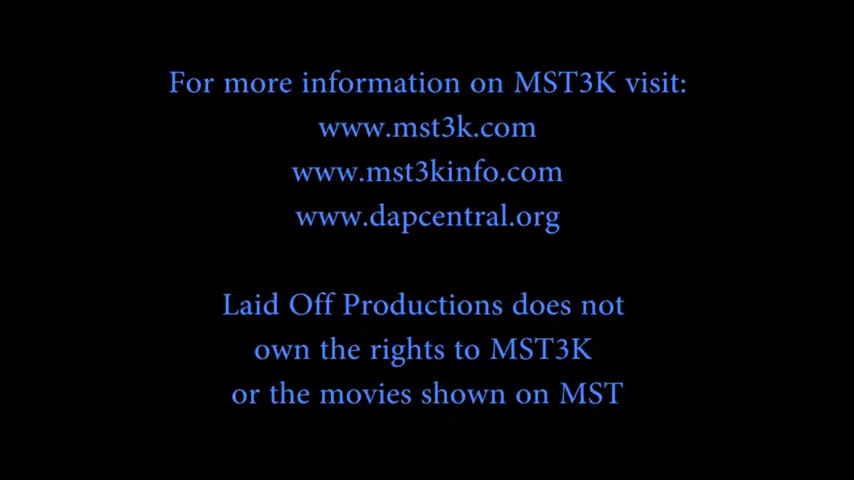 For more information on MST3K visit:
www.mst3k.com
www.mst3kinfo.com
www.dapcentral.org
Laid Off Productions does not
own the rights to MST3K
or the movies shown on MST